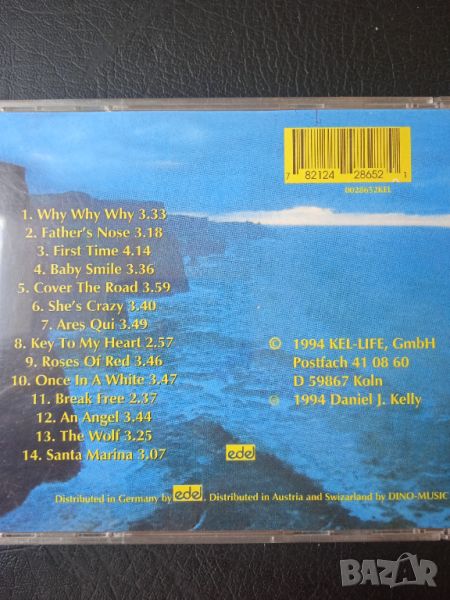 7 82124 28652 1
0028652KEL
1. Why Why Why 3.33
2. Father's Nose 3.18
3. First Time 4.14
4. Baby Smile 3.36
5. Cover The Road 3.59
6. She's Crazy 3.40
7. Ares Qui 3.49
8. Key To My Heart 2.57
9. Roses Of Red 3.46
10. Once In A White 3.47
11. Break Free 2.37
12. An Angel 3.44
13. The Wolf 3.25
14. Santa Marina 3.07
© 1994 KEL-LIFE, GmbH
Postfach 41 08 60
D 59867 Koln
℗ 1994 Daniel J. Kelly
edel
Distributed in Germany by edel. Distributed in Austria and Swizarland by DINO-MUSIC
BAZAR